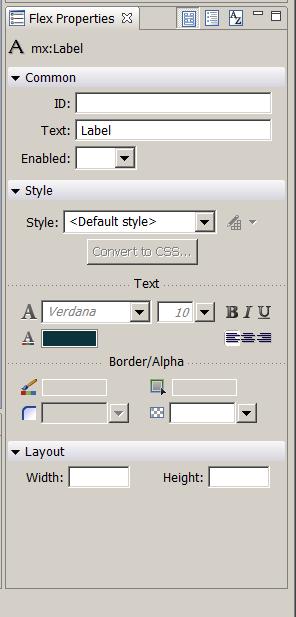 Flex Properties
A mx:Label
Common
ID:
Text: Label
Enabled:
Style
Style: <Default style>
Convert to CSS...
Text
A Verdana 10 B I U
A
Border/Alpha
Layout
Width: Height: